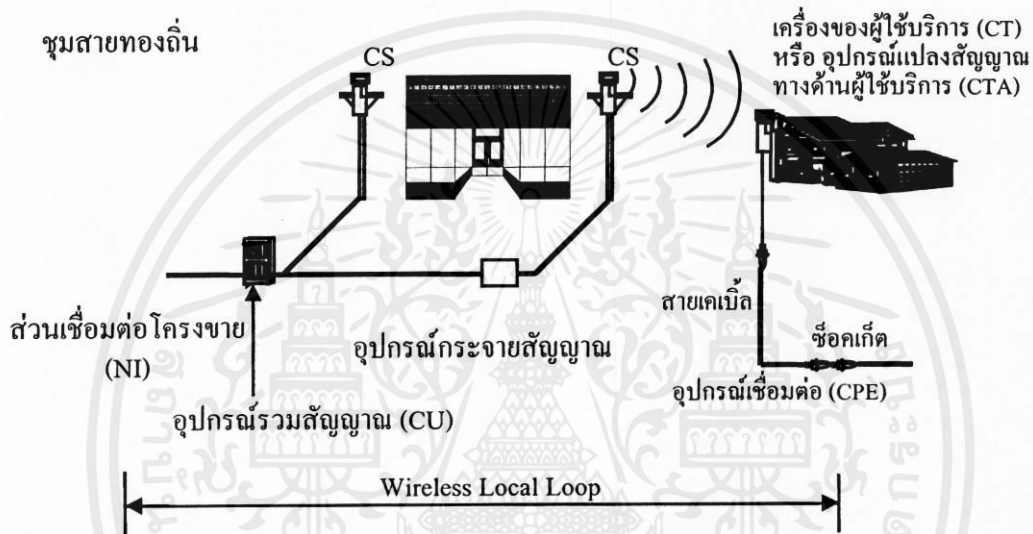 ชุมสายทองถิ่น
CS
CS
เครื่องของผู้ใช้บริการ (CT)
หรือ อุปกรณ์แปลงสัญญาณ
ทางด้านผู้ใช้บริการ (CTA)
ส่วนเชื่อมต่อโครงขาย
(NI)
อุปกรณ์กระจายสัญญาณ
สายเคเบิ้ล
ซ็อคเก็ต
อุปกรณ์เชื่อมต่อ (CPE)
อุปกรณ์รวมสัญญาณ (CU)
Wireless Local Loop